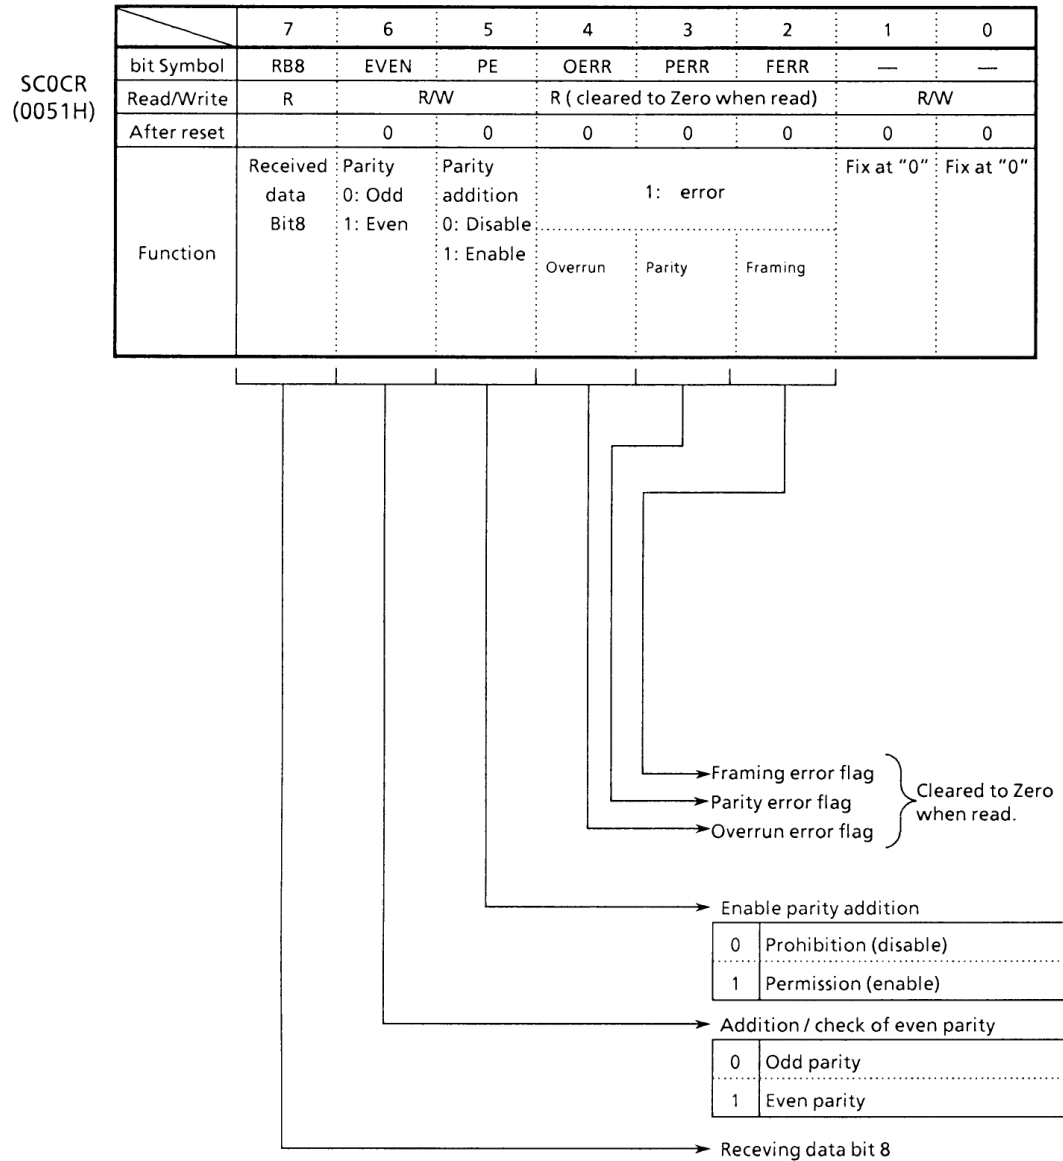 7 6 5 4 3 2 1 0
SC0CR
(0051H)
bit Symbol RB8 EVEN PE OERR PERR FERR — —
Read/Write R R/W R ( cleared to Zero when read) R/W
After reset 0 0 0 0 0 0 0
Function
Received
data
Bit8
Parity
0: Odd
1: Even
Parity
addition
0: Disable
1: Enable
1: error
Overrun Parity Framing
Fix at "0"
Fix at "0"
Framing error flag
Parity error flag
Overrun error flag
Cleared to Zero
when read.
Enable parity addition
0 Prohibition (disable)
1 Permission (enable)
Addition / check of even parity
0 Odd parity
1 Even parity
Receving data bit 8